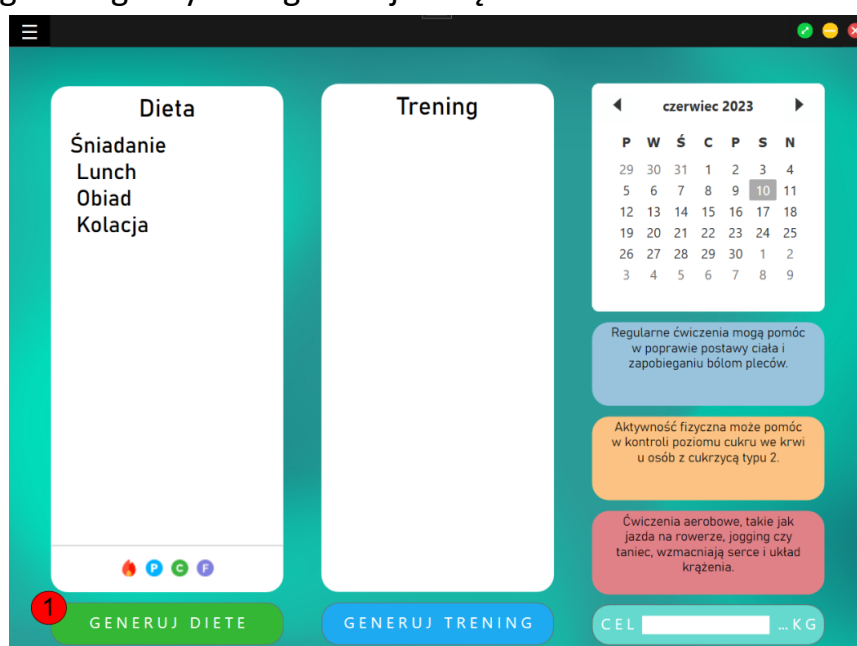 Dieta
Śniadanie
Lunch
Obiad
Kolacja
P C F
1
GENERUJ DIETE
Trening
GENERUJ TRENING
czerwiec 2023
P W Ś C P S N
29 30 31 1 2 3 4
5 6 7 8 9 10 11
12 13 14 15 16 17 18
19 20 21 22 23 24 25
26 27 28 29 30 1 2
3 4 5 6 7 8 9
Regularne ćwiczenia mogą pomóc
w poprawie postawy ciała i
zapobieganiu bólom pleców.
Aktywność fizyczna może pomóc
w kontroli poziomu cukru we krwi
u osób z cukrzycą typu 2.
Ćwiczenia aerobowe, takie jak
jazda na rowerze, jogging czy
taniec, wzmacniają serce i układ
krążenia.
CEL ...KG